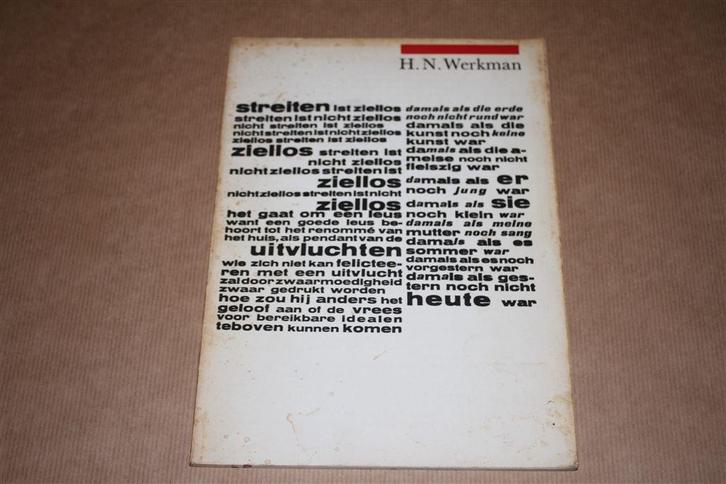 H. N. Werkman
streiten ist ziellos
streiten ist nicht ziellos
nicht streiten ist ziellos
nicht streiten ist nicht ziellos
ziellos streiten ist ziellos
ziellos streiten ist
nicht ziellos
nicht ziellos streiten ist
ziellos
nicht ziellos streiten ist nicht
ziellos
het gaat om een leus
want een goede leus be-
hoort tot het renommé van
het huis, als pendant van de
uitvluchten
wie zich niet kan felicitee-
ren met een uitvlucht
zal door zwaarmoedigheid
zwaar gedrukt worden
hoe zou hij anders het
geloof aan of de vrees
voor bereikbare idealen
teboven kunnen komen
damals als die erde
noch nicht rund war
damals als die
kunst noch keine
kunst war
damals als die a-
meise noch nicht
fleiszig war
damals als er
noch jung war
damals als sie
noch klein war
damals als meine
mutter noch sang
damals als es
sommer war
damals als es noch
vorgestern war
damals als ges-
tern noch nicht
heute war